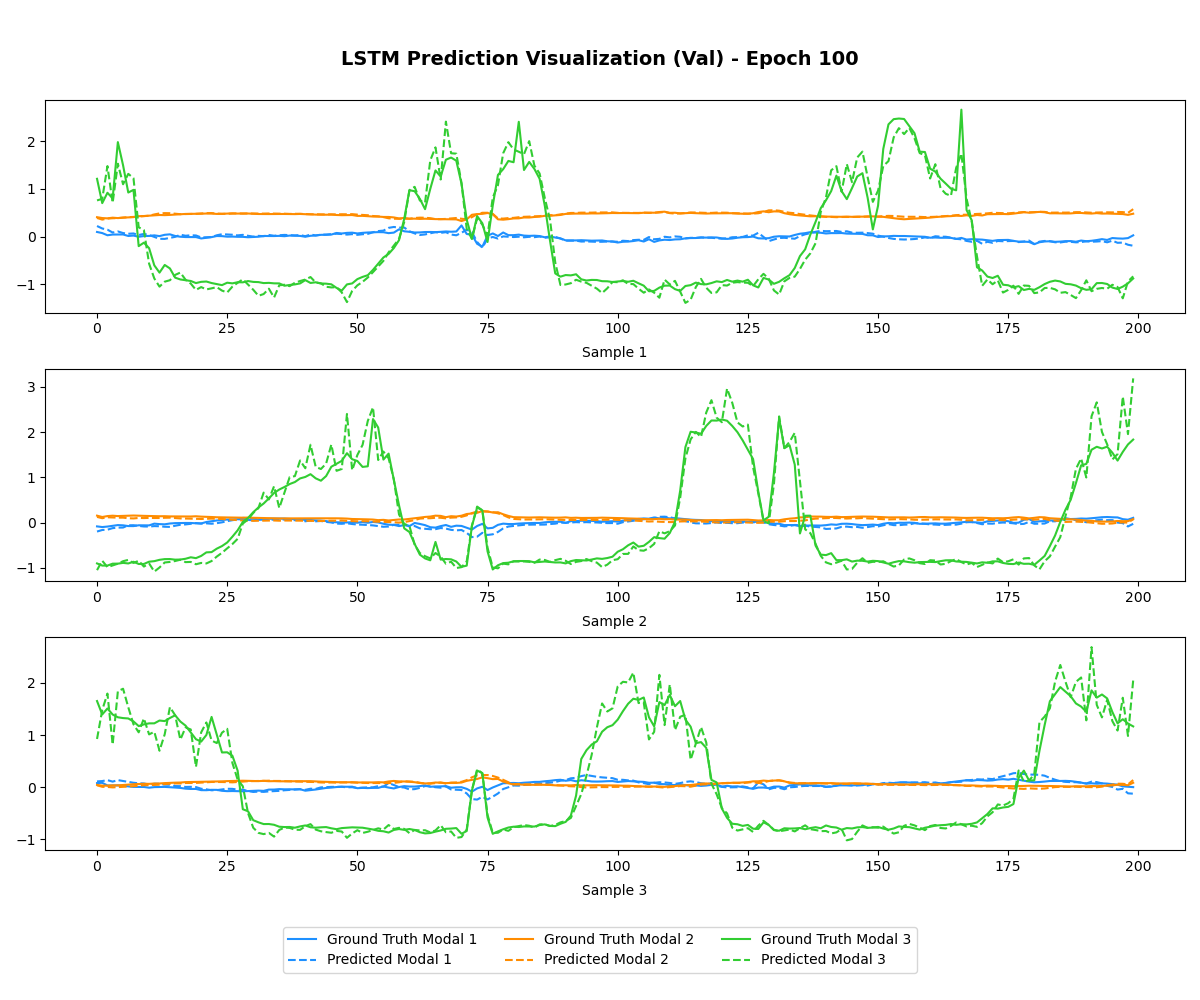 LSTM Prediction Visualization (Val) - Epoch 100
2
1
0
−1
0 25 50 75 100 125 150 175 200
Sample 1
3
2
1
0
−1
0 25 50 75 100 125 150 175 200
Sample 2
2
1
0
−1
0 25 50 75 100 125 150 175 200
Sample 3
Ground Truth Modal 1 Ground Truth Modal 2 Ground Truth Modal 3
Predicted Modal 1 Predicted Modal 2 Predicted Modal 3